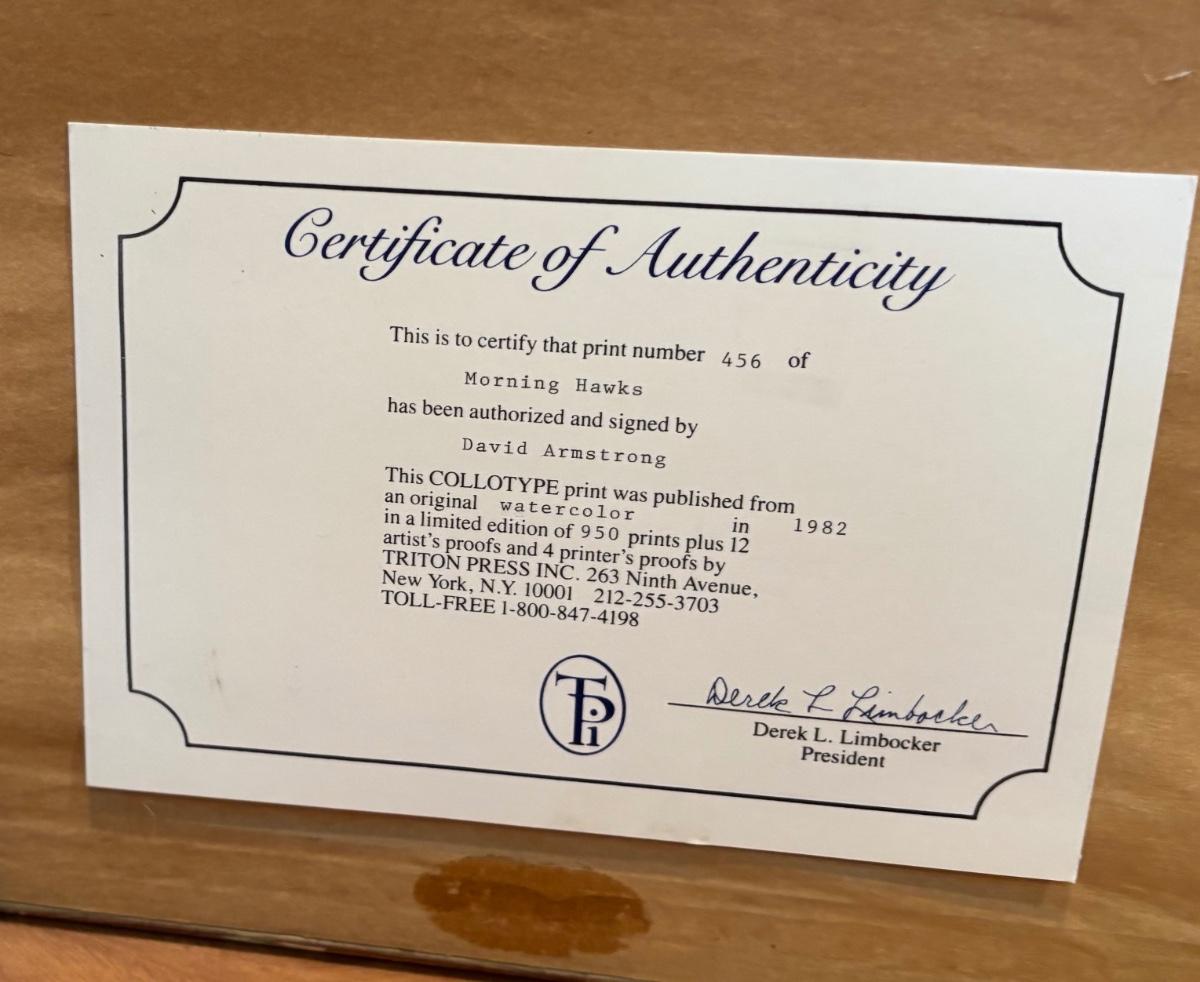 Certificate of Authenticity
This is to certify that print number 456 of
Morning Hawks
has been authorized and signed by
David Armstrong
This COLLOTYPE print was published from
an original watercolor in 1982
in a limited edition of 950 prints plus 12
artist's proofs and 4 printer's proofs by
TRITON PRESS INC. 263 Ninth Avenue,
New York, N.Y. 10001 212-255-3703
TOLL-FREE 1-800-847-4198
TPi
Derek L Limbocker
Derek L. Limbocker
President